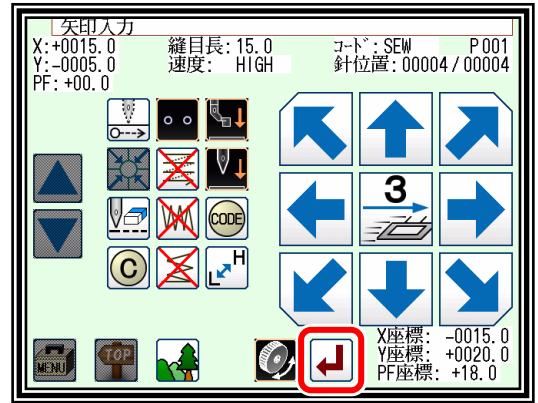 矢印入力
X:+0015.0 縫目長:15.0 ｺｰﾄﾞ:SEW P001
Y:-0005.0 速度: HIGH 針位置:00004/00004
PF:+00.0
3
CODE
C
L H
X座標: -0015.0
Y座標: +0020.0
PF座標: +18.0
MENU
TOP